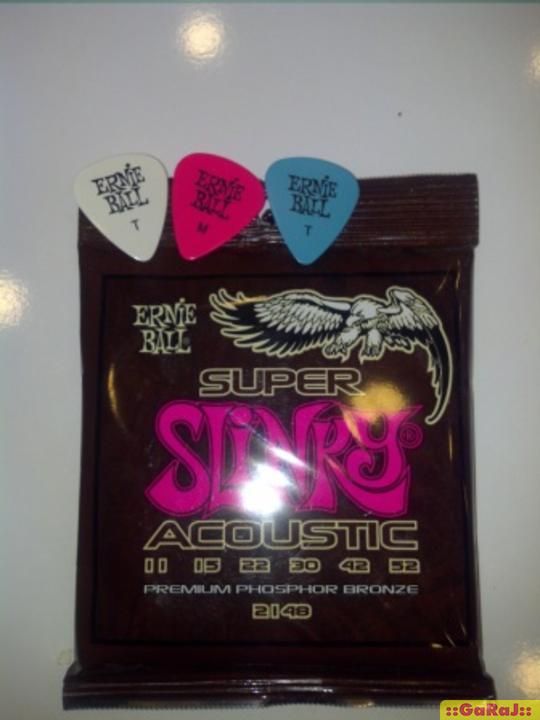 ERNIE
BALL
T
ERNIE
BALL
M
ERNIE
BALL
T
ERNIE
BALL®
SUPER
SLINKY®
ACOUSTIC
11 15 22 30 42 52
PREMIUM PHOSPHOR BRONZE
2148
::GaRaJ::